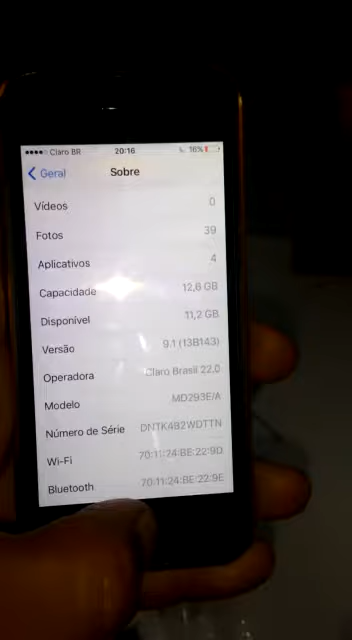 Claro BR 20:16 16%
Geral Sobre
Vídeos 0
Fotos 39
Aplicativos 4
Capacidade 12,6 GB
Disponível 11,2 GB
Versão 9.1 (13B143)
Operadora Claro Brasil 22.0
Modelo MD293E/A
Número de Série DNTK4B2WDTTN
Wi-Fi 70:11:24:BE:22:9D
Bluetooth 70:11:24:BE:22:9E